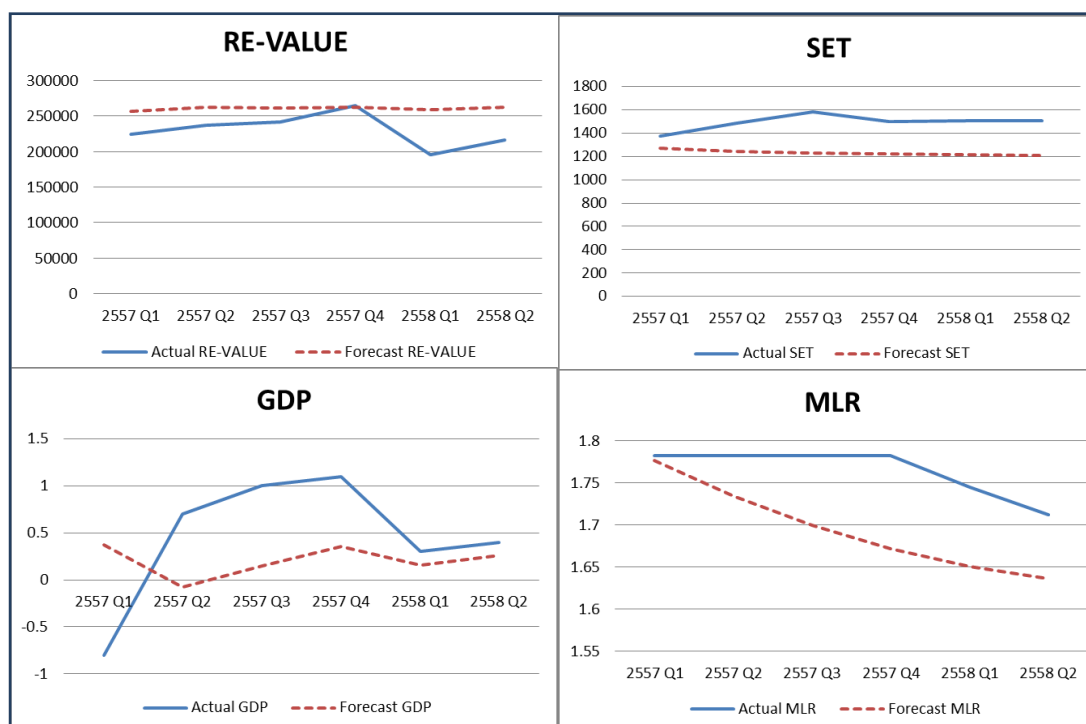 RE-VALUE
300000
250000
200000
150000
100000
50000
0
2557 Q1 2557 Q2 2557 Q3 2557 Q4 2558 Q1 2558 Q2
Actual RE-VALUE Forecast RE-VALUE
SET
1800
1600
1400
1200
1000
800
600
400
200
0
2557 Q1 2557 Q2 2557 Q3 2557 Q4 2558 Q1 2558 Q2
Actual SET Forecast SET
GDP
1.5
1
0.5
0
2557 Q1 2557 Q2 2557 Q3 2557 Q4 2558 Q1 2558 Q2
-0.5
-1
Actual GDP Forecast GDP
MLR
1.8
1.75
1.7
1.65
1.6
1.55
2557 Q1 2557 Q2 2557 Q3 2557 Q4 2558 Q1 2558 Q2
Actual MLR Forecast MLR